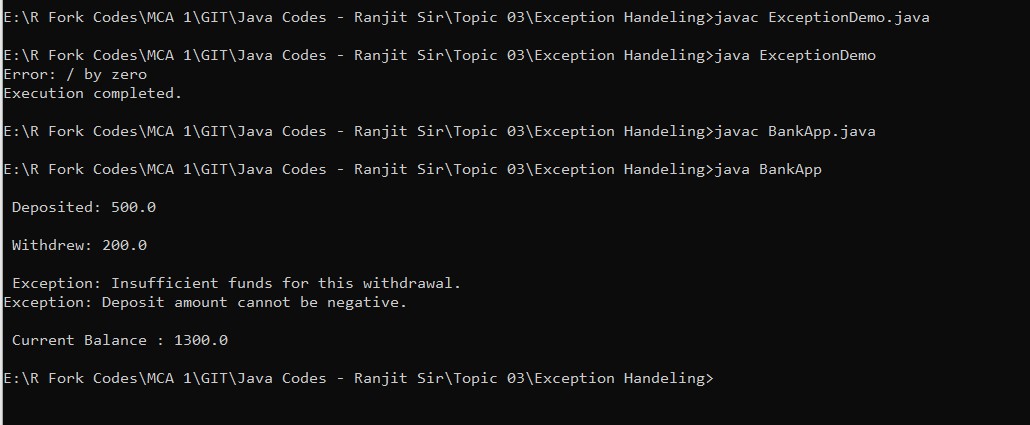 E:\R Fork Codes\MCA 1\GIT\Java Codes - Ranjit Sir\Topic 03\Exception Handeling>javac ExceptionDemo.java
E:\R Fork Codes\MCA 1\GIT\Java Codes - Ranjit Sir\Topic 03\Exception Handeling>java ExceptionDemo
Error: / by zero
Execution completed.
E:\R Fork Codes\MCA 1\GIT\Java Codes - Ranjit Sir\Topic 03\Exception Handeling>javac BankApp.java
E:\R Fork Codes\MCA 1\GIT\Java Codes - Ranjit Sir\Topic 03\Exception Handeling>java BankApp
Deposited: 500.0
Withdrew: 200.0
Exception: Insufficient funds for this withdrawal.
Exception: Deposit amount cannot be negative.
Current Balance : 1300.0
E:\R Fork Codes\MCA 1\GIT\Java Codes - Ranjit Sir\Topic 03\Exception Handeling>